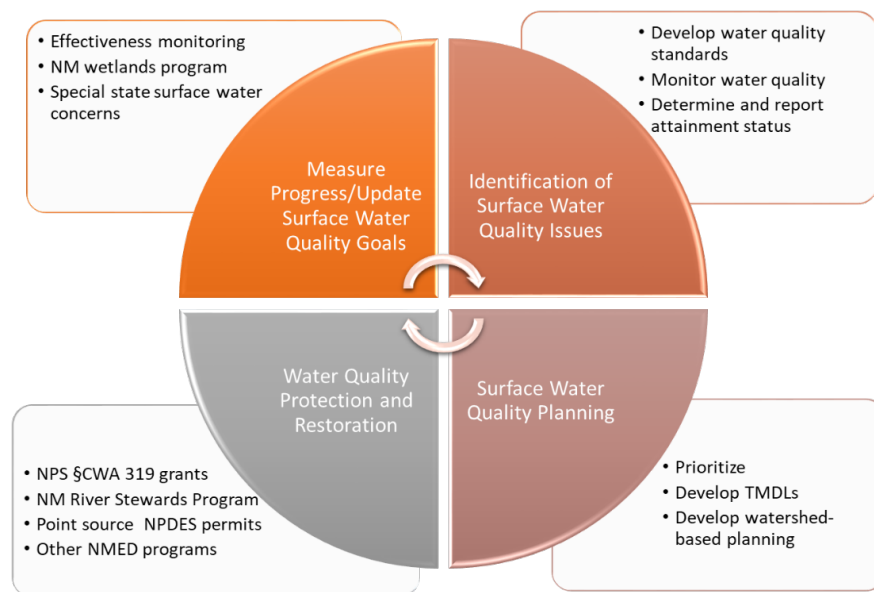 • Effectiveness monitoring
• NM wetlands program
• Special state surface water
concerns
• Develop water quality
standards
• Monitor water quality
• Determine and report
attainment status
Measure
Progress/Update
Surface Water
Quality Goals
Identification of
Surface Water
Quality Issues
Water Quality
Protection and
Restoration
Surface Water
Quality Planning
• NPS §CWA 319 grants
• NM River Stewards Program
• Point source NPDES permits
• Other NMED programs
• Prioritize
• Develop TMDLs
• Develop watershed-
based planning